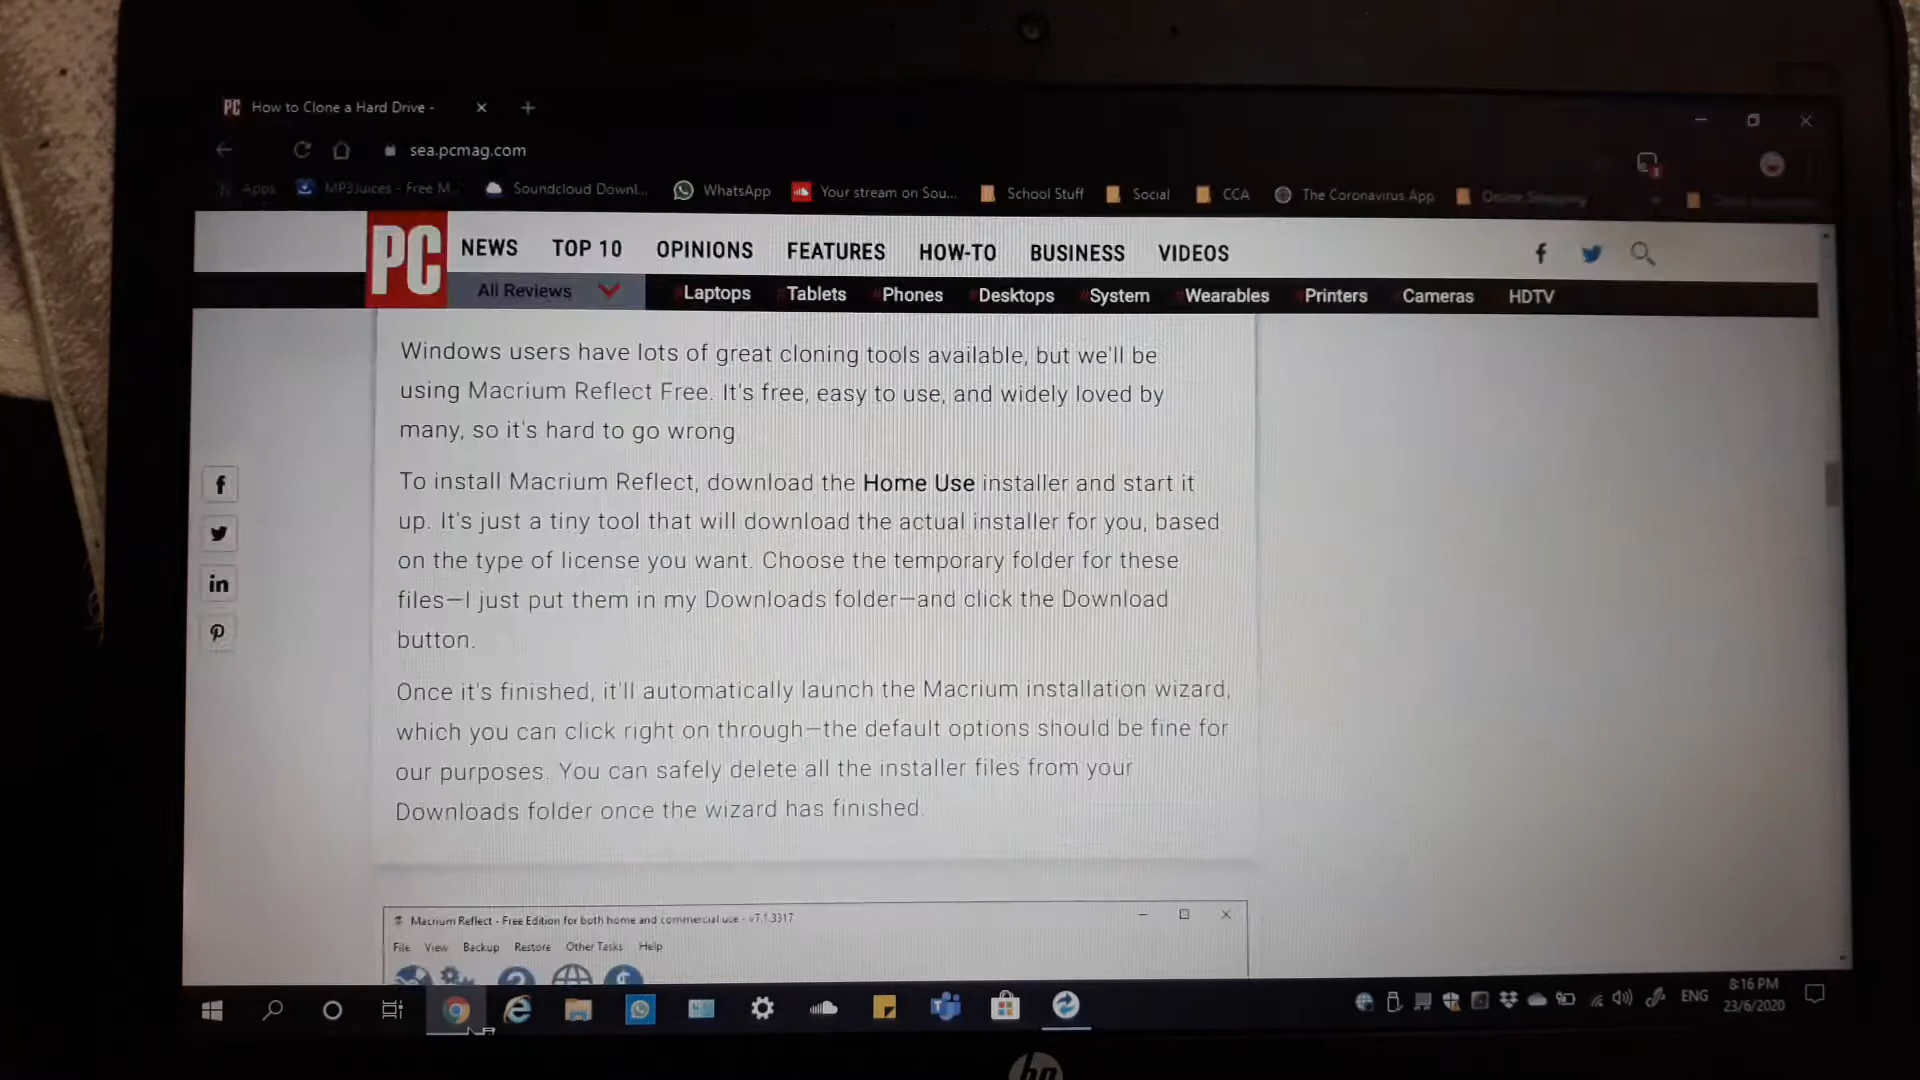 PC How to Clone a Hard Drive -
sea.pcmag.com
Apps MP3Juices - Free M... Soundcloud Downl... WhatsApp Your stream on Sou... School Stuff Social CCA The Coronavirus App Online Shopping
PC NEWS TOP 10 OPINIONS FEATURES HOW-TO BUSINESS VIDEOS
All Reviews Laptops Tablets Phones Desktops System Wearables Printers Cameras HDTV
Windows users have lots of great cloning tools available, but we'll be
using Macrium Reflect Free. It's free, easy to use, and widely loved by
many, so it's hard to go wrong
To install Macrium Reflect, download the Home Use installer and start it
up. It's just a tiny tool that will download the actual installer for you, based
on the type of license you want. Choose the temporary folder for these
files—I just put them in my Downloads folder—and click the Download
button.
Once it's finished, it'll automatically launch the Macrium installation wizard,
which you can click right on through—the default options should be fine for
our purposes. You can safely delete all the installer files from your
Downloads folder once the wizard has finished.
Macrium Reflect - Free Edition for both home and commercial use - v7.1.3317
File View Backup Restore Other Tasks Help
ENG
8:16 PM
23/6/2020
hp